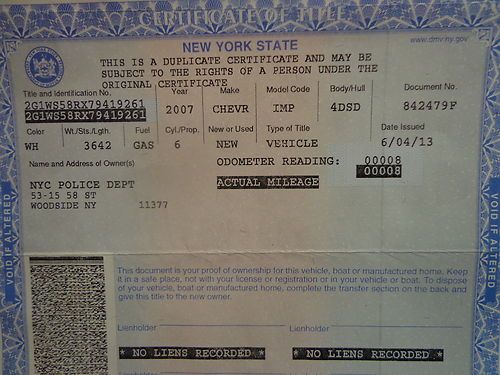 CERTIFICATE OF TITLE
www.dmv.ny.gov
NEW YORK STATE
THIS IS A DUPLICATE CERTIFICATE AND MAY BE
SUBJECT TO THE RIGHTS OF A PERSON UNDER THE
ORIGINAL CERTIFICATE
Title and Identification No. Year Make Model Code Body/Hull Document No.
2G1WS58RX79419261 2007 CHEVR IMP 4DSD 842479F
2G1WS58RX79419261
Color Wt./Sts./Lgth. Fuel Cyl./Prop. New or Used Type of Title Date Issued
WH 3642 GAS 6 NEW VEHICLE 6/04/13
Name and Address of Owner(s) ODOMETER READING: 00008
00008
NYC POLICE DEPT ACTUAL MILEAGE
53-15 58 ST
WOODSIDE NY 11377
VOID IF ALTERED
VOID IF ALTERED
This document is your proof of ownership for this vehicle, boat or manufactured home. Keep
it in a safe place, not with your license or registration or in your vehicle or boat. To dispose
of your vehicle, boat or manufactured home, complete the transfer section on the back and
give this title to the new owner.
Lienholder Lienholder
* NO LIENS RECORDED * * NO LIENS RECORDED *